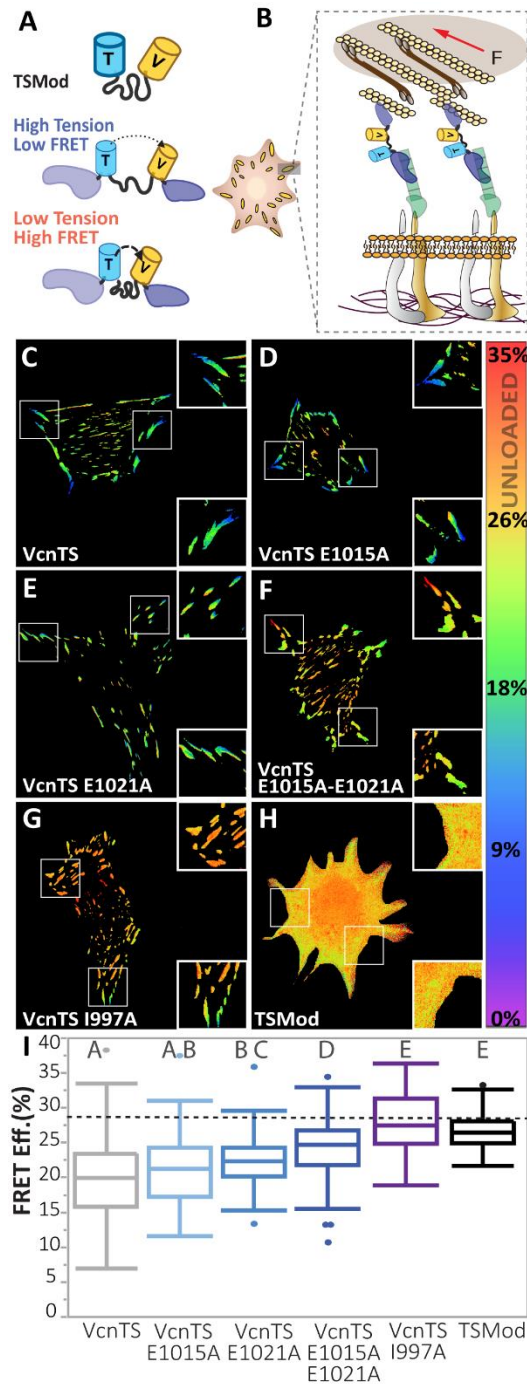 A
B
TSMod
T
V
F
High Tension
Low FRET
T
V
V
T
V
T
Low Tension
High FRET
T
V
C
D
35%
UNLOADED
26%
VcnTS
VcnTS E1015A
E
F
18%
VcnTS E1021A
VcnTS
E1015A-E1021A
G
H
9%
VcnTS I997A
TSMod
0%
I
FRET Eff.(%)
40
35
30
25
20
15
10
5
0
A
A B
B C
D
E
E
VcnTS
VcnTS
E1015A
VcnTS
E1021A
VcnTS
E1015A
E1021A
VcnTS
I997A
TSMod